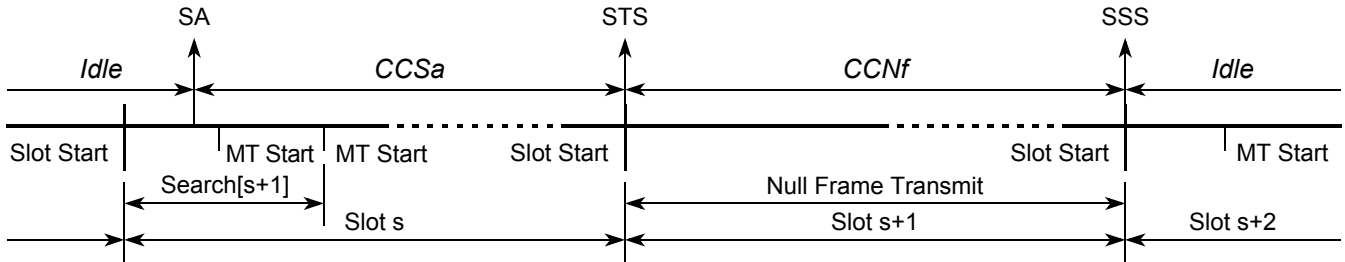 SA STS SSS
Idle CCSa CCNf Idle
Slot Start MT Start MT Start Slot Start Slot Start MT Start
Search[s+1] Null Frame Transmit
Slot s Slot s+1 Slot s+2